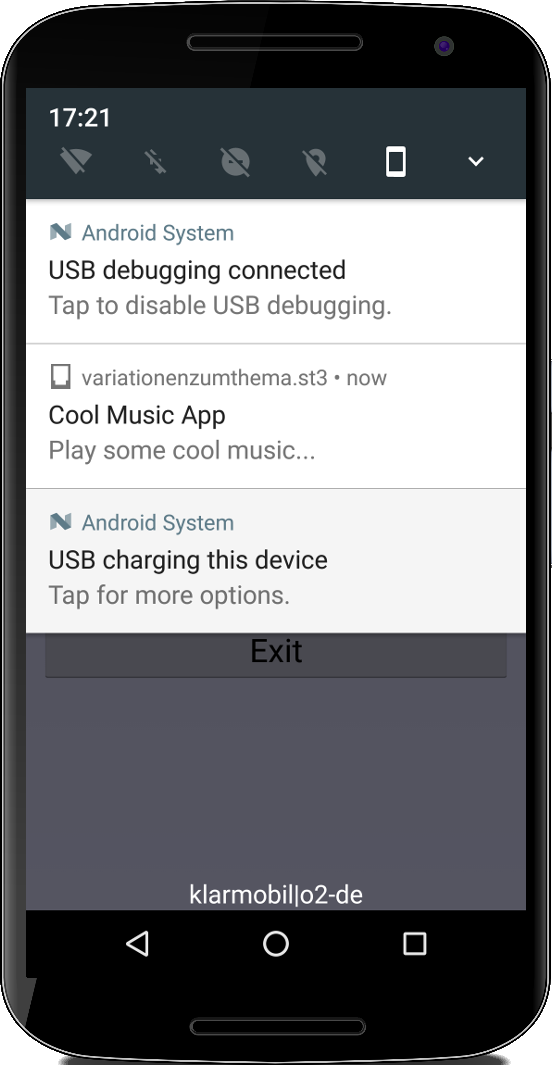 17:21
Android System
USB debugging connected
Tap to disable USB debugging.
variationenzumthema.st3 • now
Cool Music App
Play some cool music...
Android System
USB charging this device
Tap for more options.
Exit
klarmobil|o2-de